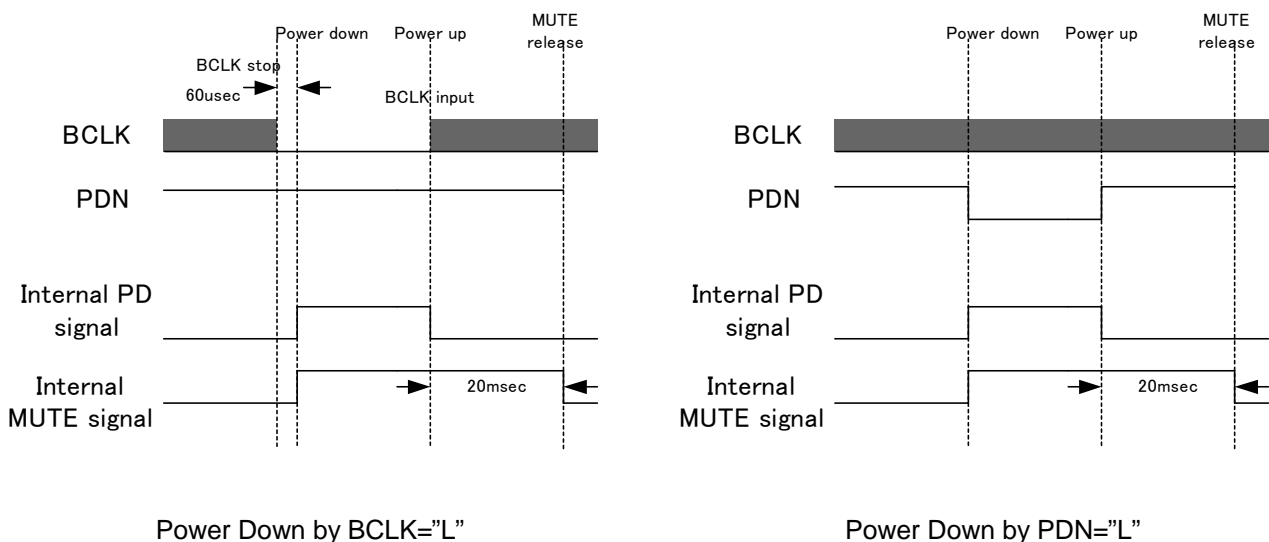 Power down
Power up
MUTE
release
BCLK stop
60usec
BCLK input
BCLK
PDN
Internal PD
signal
Internal
MUTE signal
20msec
Power Down by BCLK="L"
Power down
Power up
MUTE
release
BCLK
PDN
Internal PD
signal
Internal
MUTE signal
20msec
Power Down by PDN="L"